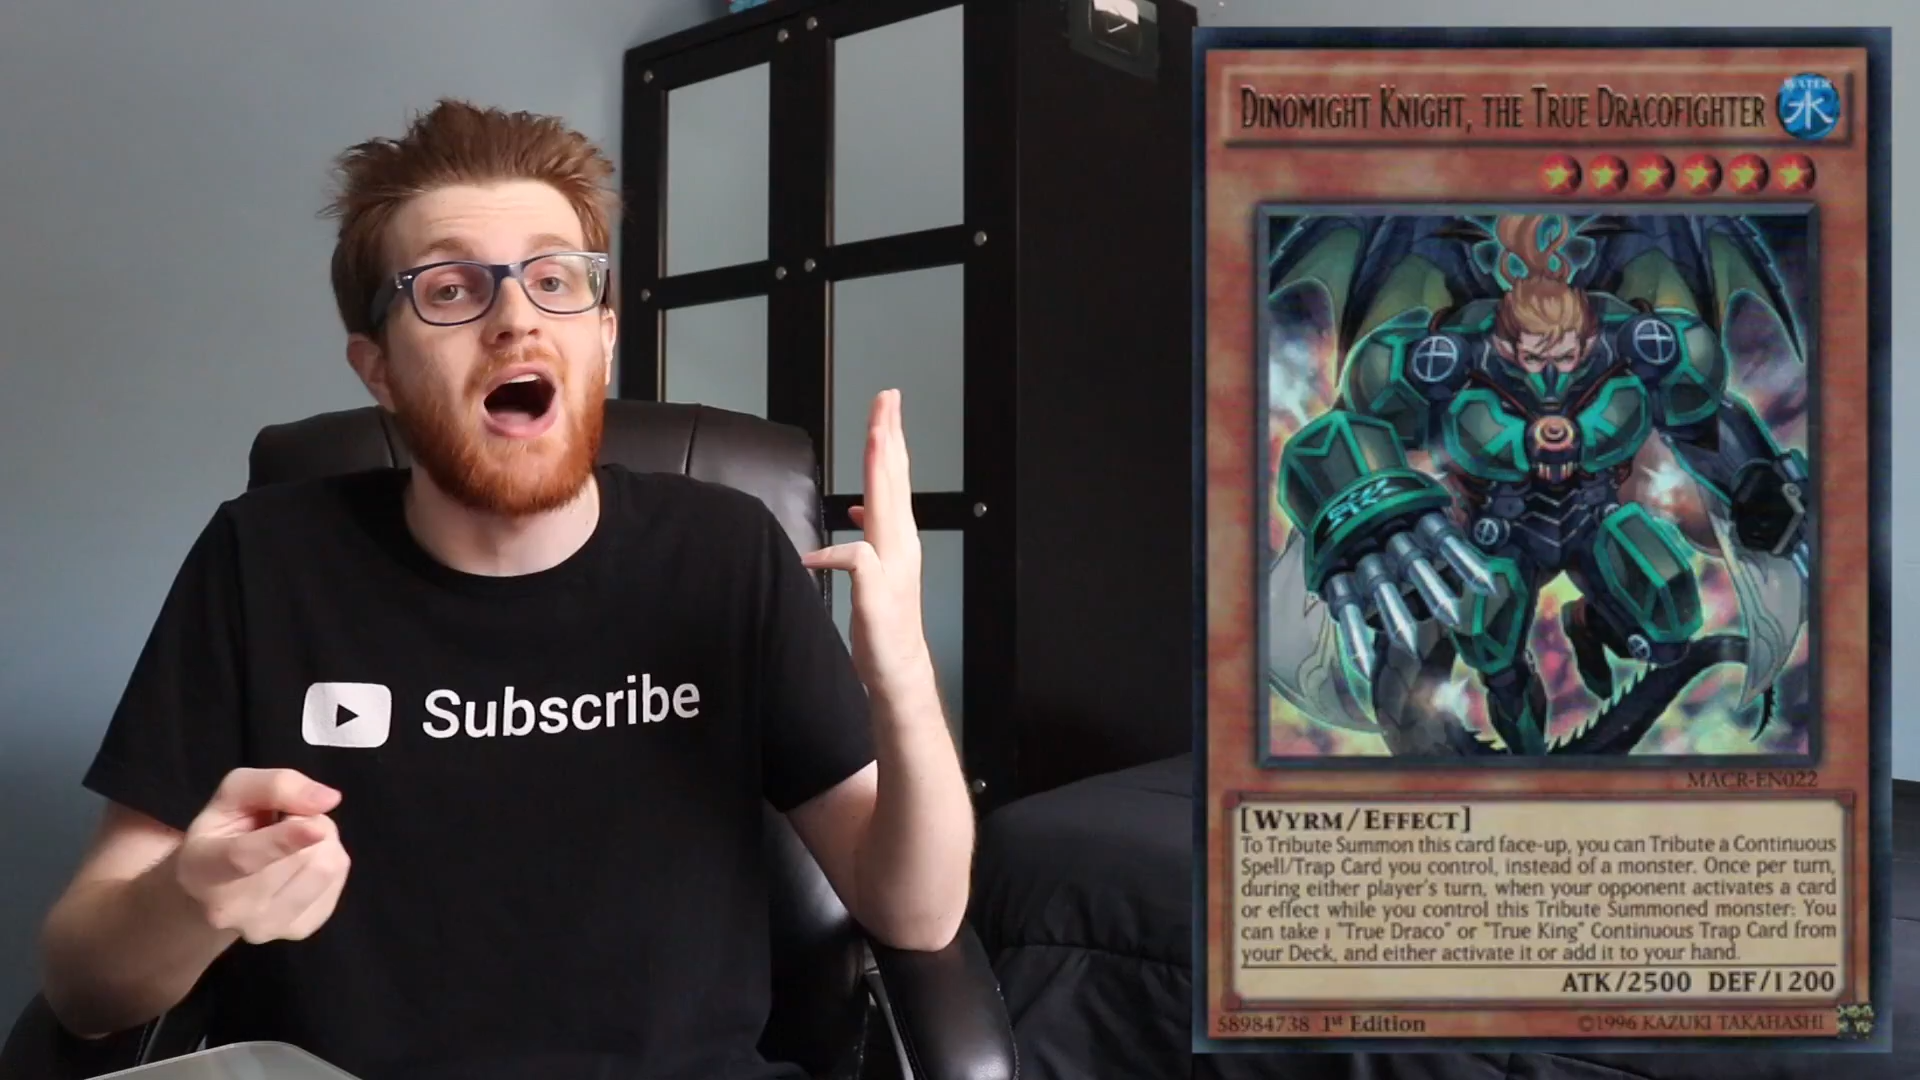 Subscribe
DINOMIGHT KNIGHT, THE TRUE DRACOFIGHTER
WATER
水
MACR-EN022
[WYRM/EFFECT]
To Tribute Summon this card face-up, you can Tribute a Continuous
Spell/Trap Card you control, instead of a monster. Once per turn,
during either player's turn, when your opponent activates a card
or effect while you control this Tribute Summoned monster: You
can take 1 "True Draco" or "True King" Continuous Trap Card from
your Deck, and either activate it or add it to your hand.
ATK/2500 DEF/1200
58984738 1st Edition
©1996 KAZUKI TAKAHASHI